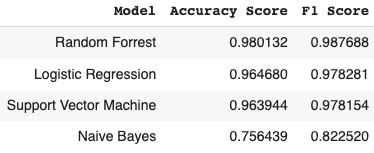 Model Accuracy Score F1 Score
Random Forrest 0.980132 0.987688
Logistic Regression 0.964680 0.978281
Support Vector Machine 0.963944 0.978154
Naive Bayes 0.756439 0.822520